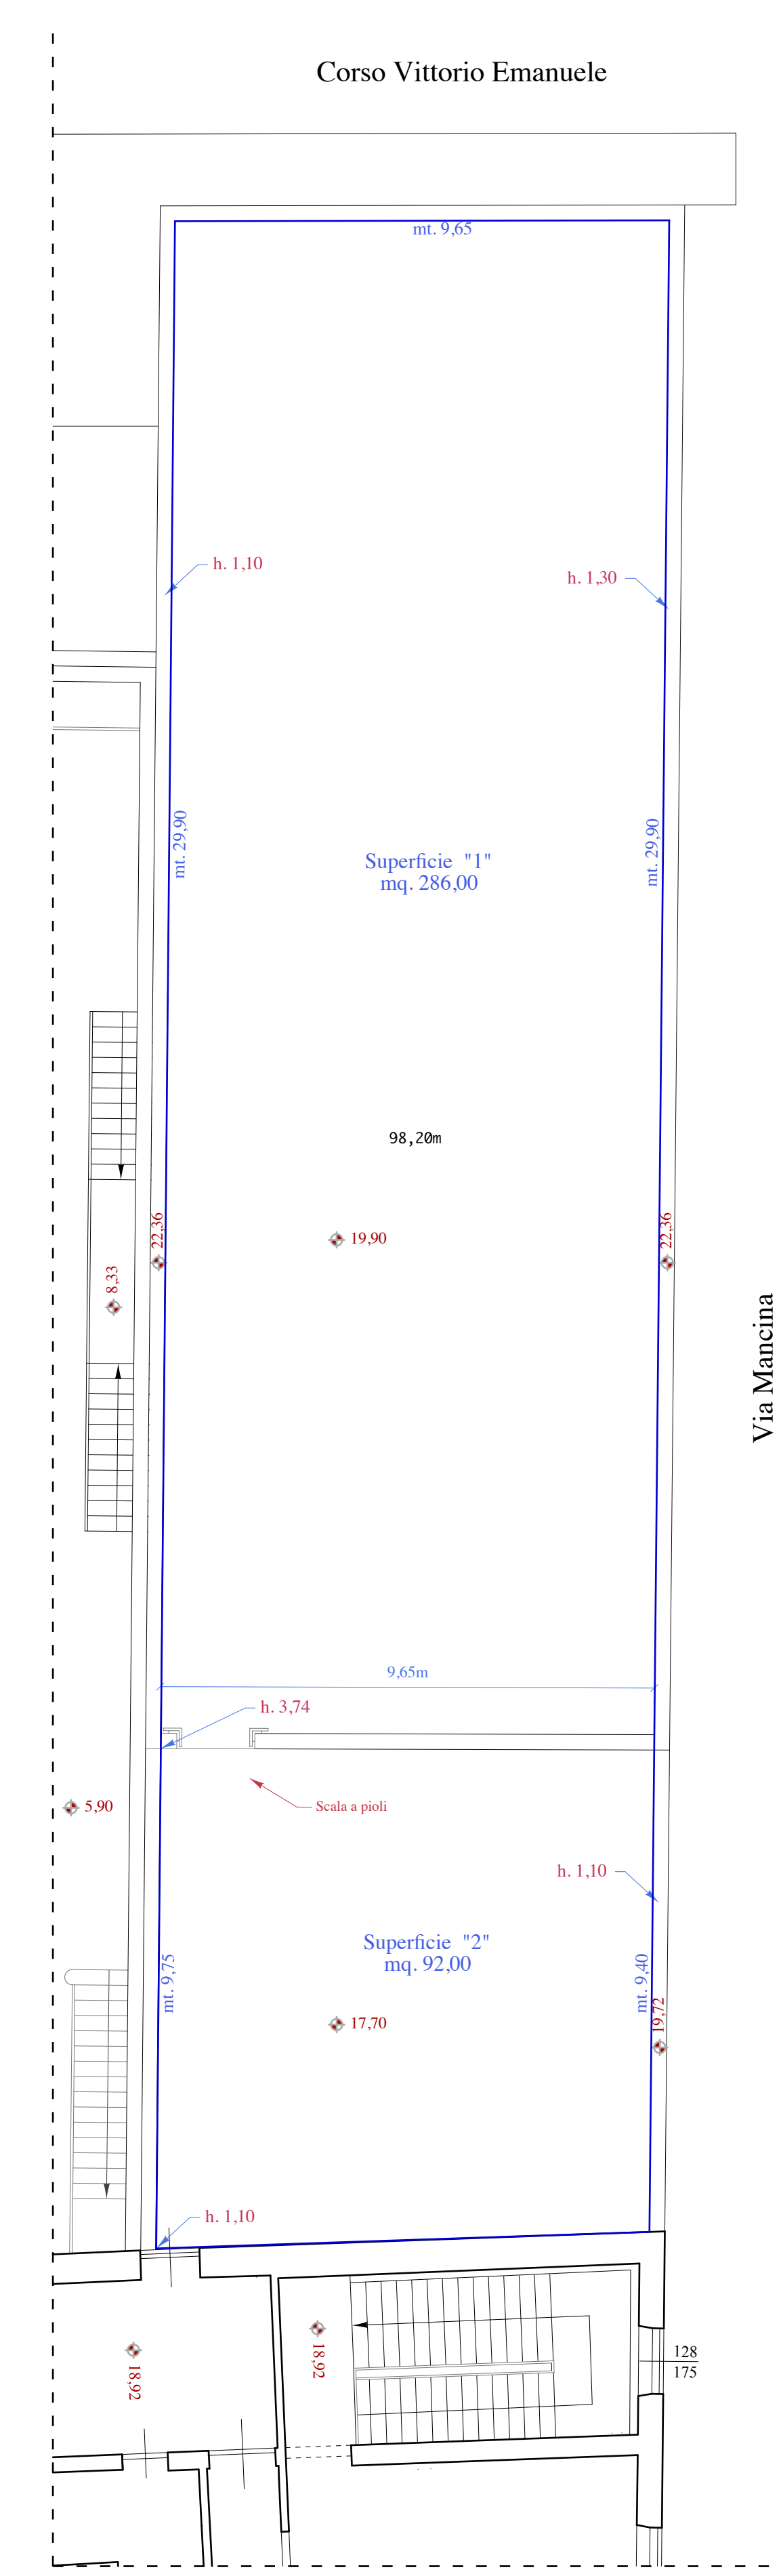 Corso Vittorio Emanuele
mt. 9,65
h. 1,10
h. 1,30
mt. 29,90
mt. 29,90
Superficie "1"
mq. 286,00
98,20m
22,36
19,90
22,36
8,33
Via Mancina
9,65m
h. 3,74
5,90
Scala a pioli
h. 1,10
Superficie "2"
mq. 92,00
mt. 9,75
mt. 9,40
19,72
17,70
h. 1,10
18,92
18,92
128
175